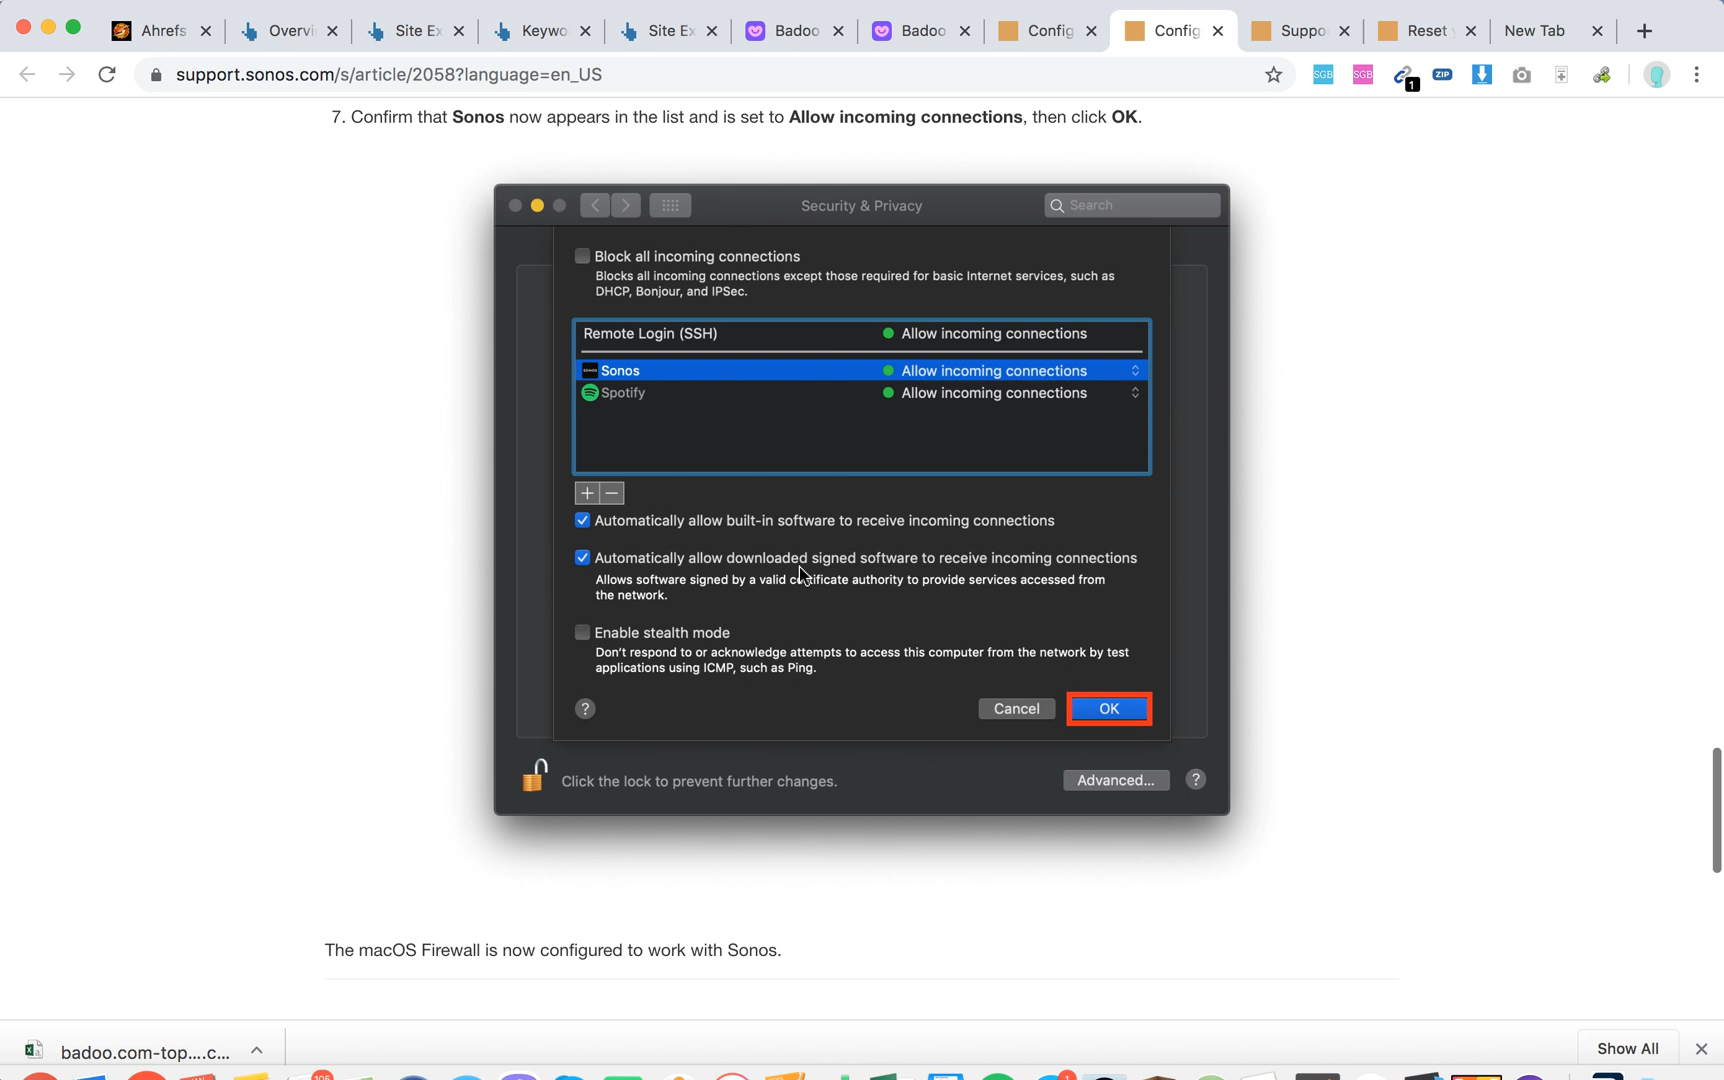 Ahrefs
Overvi
Site Ex
Keywo
Site Ex
Badoo
Badoo
Config
Config
Suppo
Reset
New Tab
support.sonos.com/s/article/2058?language=en_US
SGB
SGB
1
ZIP
7. Confirm that Sonos now appears in the list and is set to Allow incoming connections, then click OK.
Security & Privacy
Search
Block all incoming connections
Blocks all incoming connections except those required for basic Internet services, such as
DHCP, Bonjour, and IPSec.
Remote Login (SSH) Allow incoming connections
SONOS Sonos Allow incoming connections
Spotify Allow incoming connections
Automatically allow built-in software to receive incoming connections
Automatically allow downloaded signed software to receive incoming connections
Allows software signed by a valid certificate authority to provide services accessed from
the network.
Enable stealth mode
Don't respond to or acknowledge attempts to access this computer from the network by test
applications using ICMP, such as Ping.
? Cancel OK
Click the lock to prevent further changes. Advanced... ?
The macOS Firewall is now configured to work with Sonos.
badoo.com-top....c... Show All
105
1